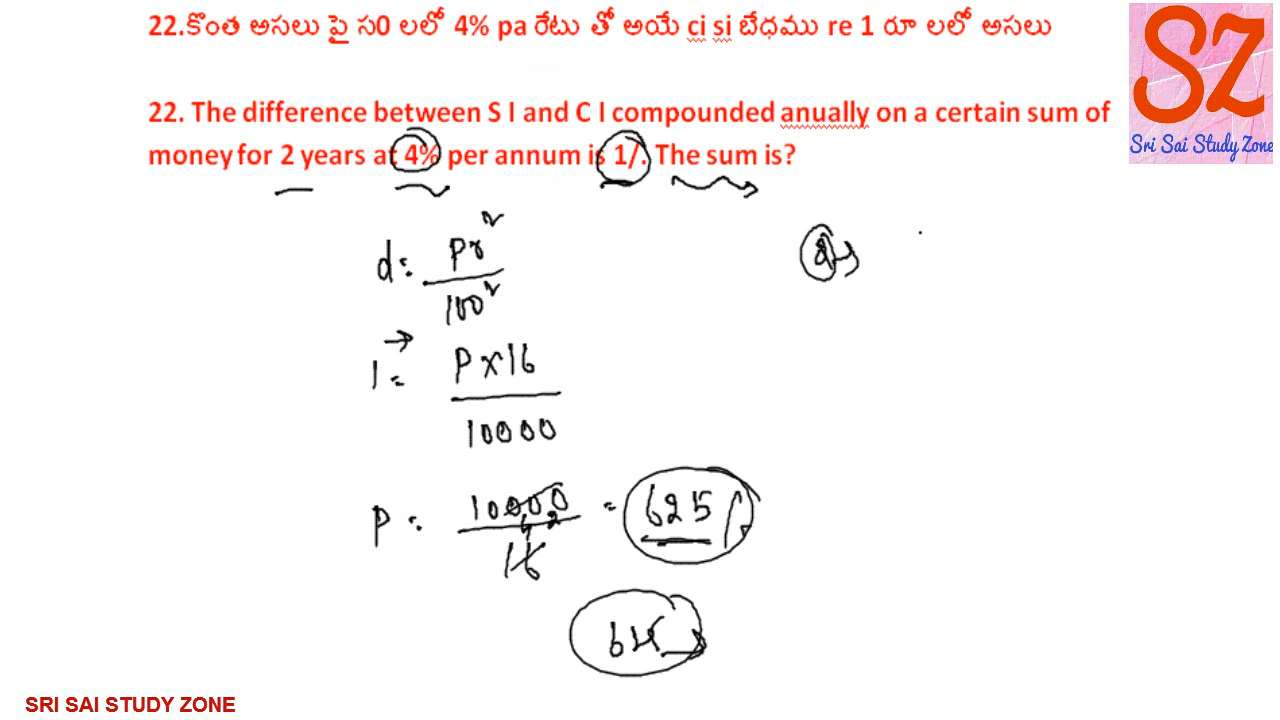 22.కొంత అసలు పై స0 లలో 4% pa రేటు తో అయే ci si బేధము re 1 రూ లలో అసలు
SZ
Sri Sai Study Zone
22. The difference between S I and C I compounded anually on a certain sum of
money for 2 years at 4% per annum is 1/. The sum is?
d= pr²
100²
1= P×16
10000
P = 10000
16
= 625
SRI SAI STUDY ZONE